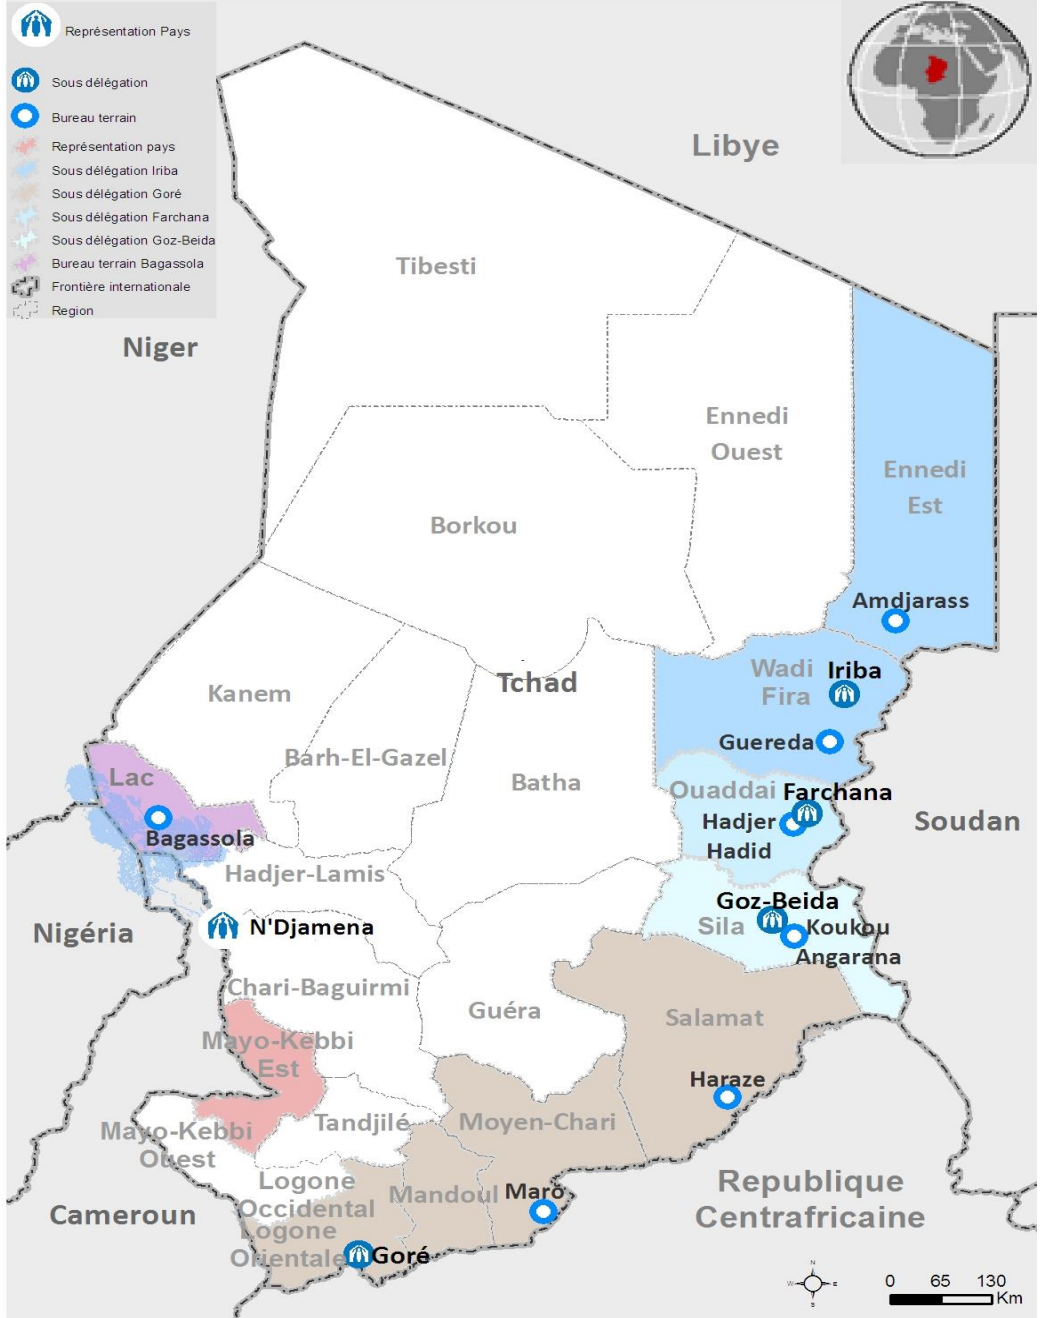 Représentation Pays
Sous délégation
Bureau terrain
Représentation pays
Sous délégation Iriba
Sous délégation Goré
Sous délégation Farchana
Sous délégation Goz-Beida
Bureau terrain Bagassola
Frontière internationale
Region
Libye
Tibesti
Niger
Ennedi
Ouest
Ennedi
Est
Borkou
Amdjarass
Wadi
Fira
Iriba
Tchad
Kanem
Guereda
Barh-El-Gazel
Lac
Batha
Ouaddai
Farchana
Hadjer
Hadid
Soudan
Bagassola
Hadjer-Lamis
Goz-Beida
Sila
Koukou
Angarana
Nigéria
N'Djamena
Chari-Baguirmi
Guéra
Salamat
Mayo-Kebbi
Est
Haraze
Tandjilé
Moyen-Chari
Mayo-Kebbi
Ouest
Logone
Occidental
Mandoul
Maro
Republique
Centrafricaine
Cameroun
Logone
Orientale
Goré
N
W
E
S
0 65 130
Km